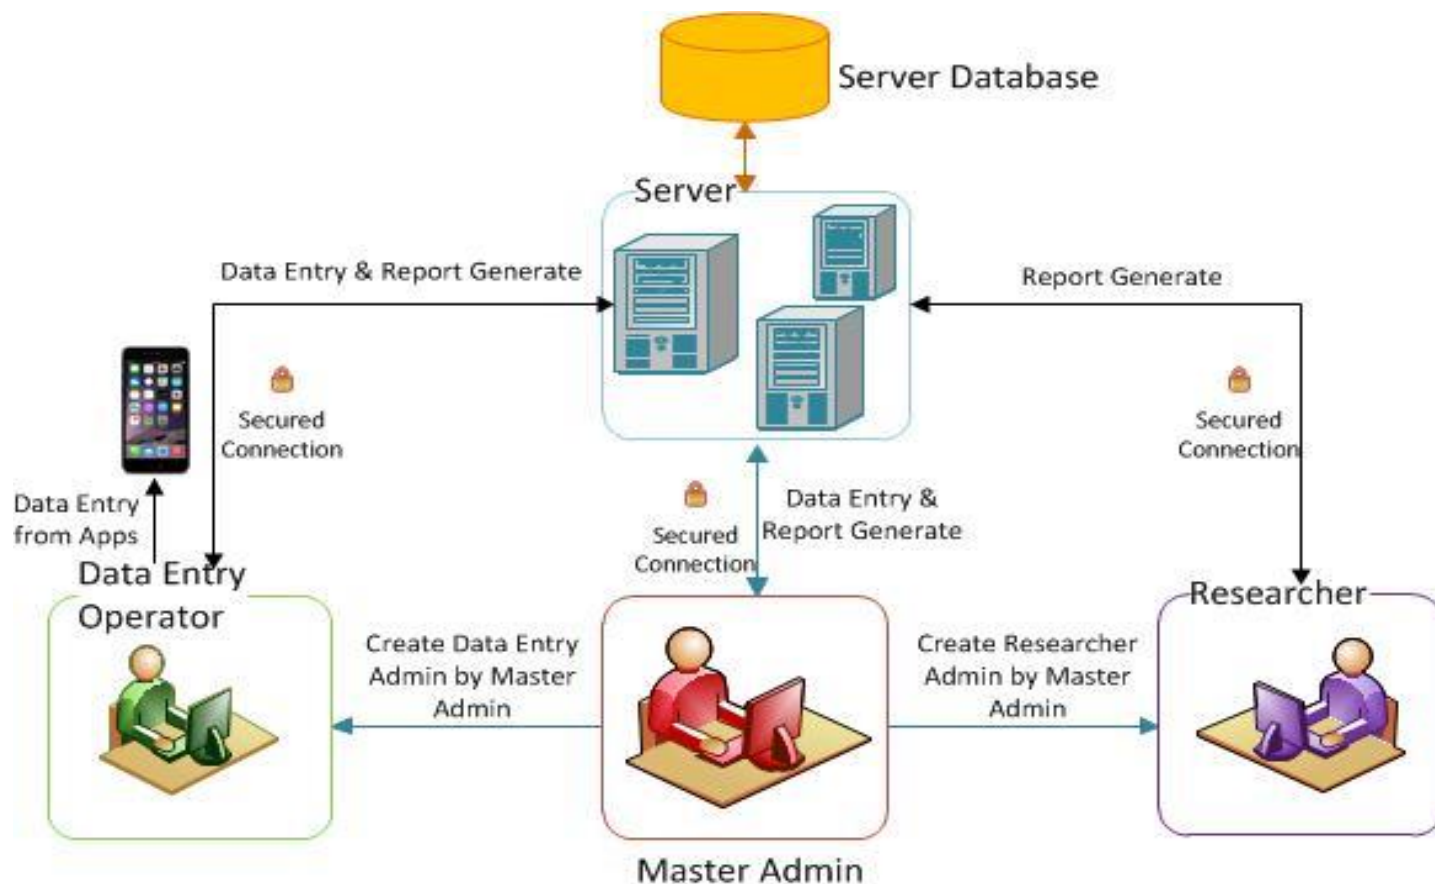 Server Database
Server
Data Entry & Report Generate
Report Generate
Secured
Connection
Secured
Connection
Data Entry
from Apps
Secured
Connection
Data Entry &
Report Generate
Data Entry
Operator
Researcher
Create Data Entry
Admin by Master
Admin
Create Researcher
Admin by Master
Admin
Master Admin